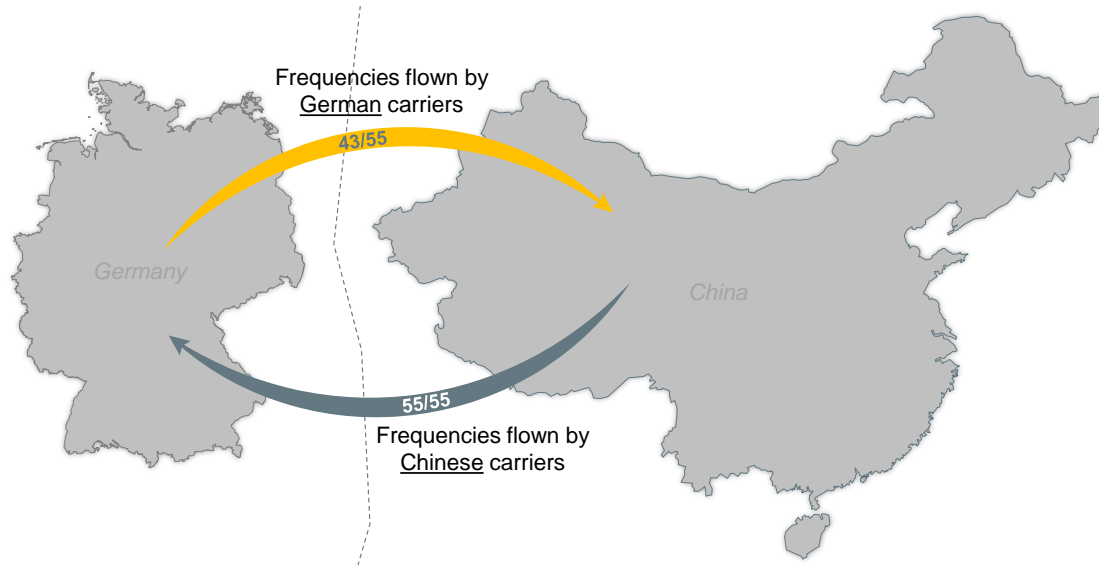 Frequencies flown by
German carriers
43/55
Germany
China
55/55
Frequencies flown by
Chinese carriers